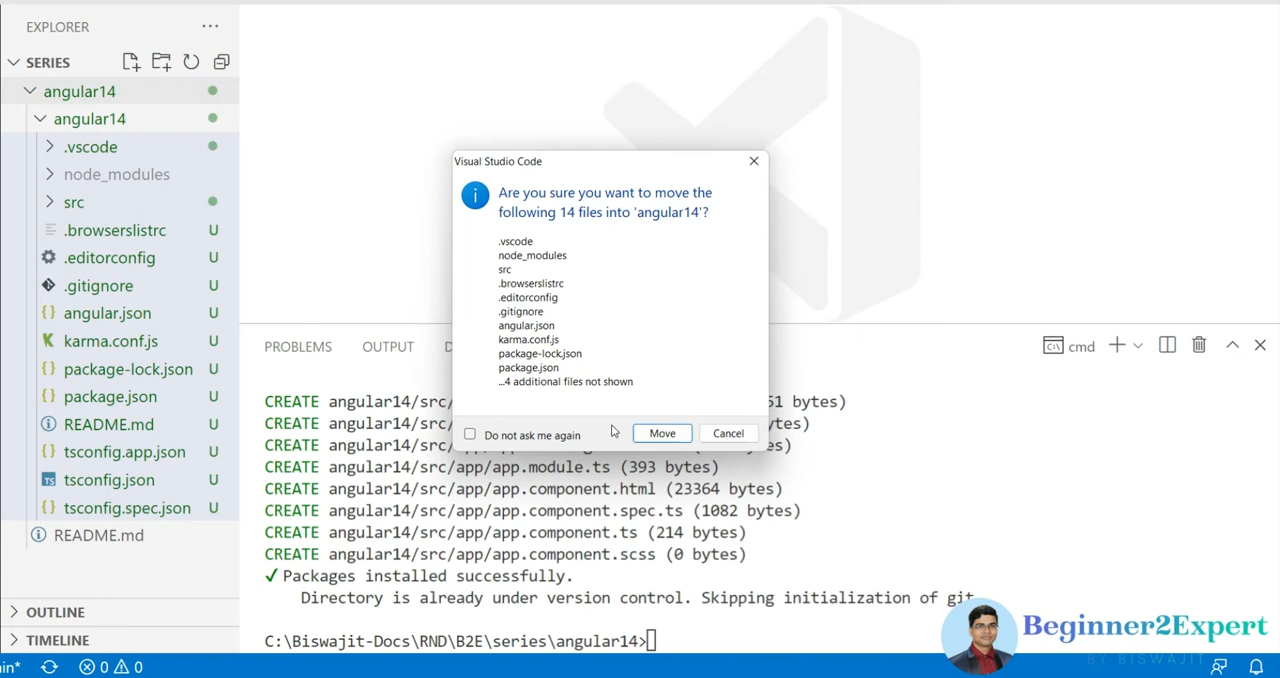 EXPLORER
SERIES
angular14
angular14
.vscode
node_modules
src
.browserslistrc
U
.editorconfig
U
.gitignore
U
angular.json
U
karma.conf.js
U
package-lock.json
U
package.json
U
README.md
U
tsconfig.app.json
U
tsconfig.json
U
tsconfig.spec.json
U
README.md
OUTLINE
TIMELINE
Visual Studio Code
Are you sure you want to move the
following 14 files into 'angular14'?
.vscode
node_modules
src
.browserslistrc
.editorconfig
.gitignore
angular.json
karma.conf.js
package-lock.json
package.json
...4 additional files not shown
Do not ask me again
Move
Cancel
PROBLEMS
OUTPUT
D
cmd
CREATE angular14/src/ 51 bytes)
CREATE angular14/src/ ytes)
CREATE angular14/src/
CREATE angular14/src/app/app.module.ts (393 bytes)
CREATE angular14/src/app/app.component.html (23364 bytes)
CREATE angular14/src/app/app.component.spec.ts (1082 bytes)
CREATE angular14/src/app/app.component.ts (214 bytes)
CREATE angular14/src/app/app.component.scss (0 bytes)
✓ Packages installed successfully.
Directory is already under version control. Skipping initialization of git.
C:\Biswajit-Docs\RND\B2E\series\angular14>
Beginner2Expert
BY BISWAJIT
in*
0
0